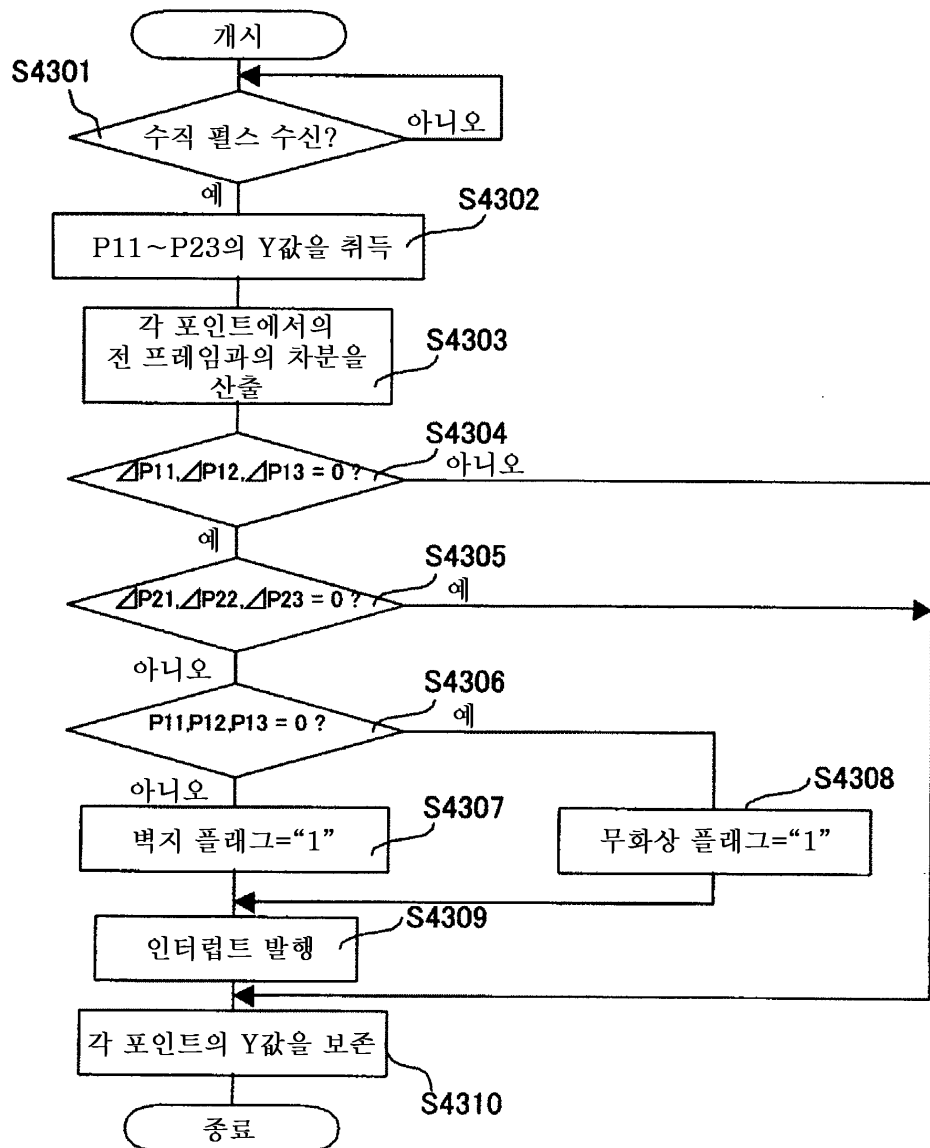 개시
S4301
수직 펄스 수신?
아니오
예
S4302
P11～P23의 Y값을 취득
각 포인트에서의
전 프레임과의 차분을
산출
S4303
S4304
⊿P11,⊿P12,⊿P13 = 0 ?
아니오
예
S4305
⊿P21,⊿P22,⊿P23 = 0 ?
예
아니오
S4306
P11,P12,P13 = 0 ?
예
아니오
S4307
벽지 플래그=“1”
S4308
무화상 플래그=“1”
S4309
인터럽트 발행
각 포인트의 Y값을 보존
S4310
종료